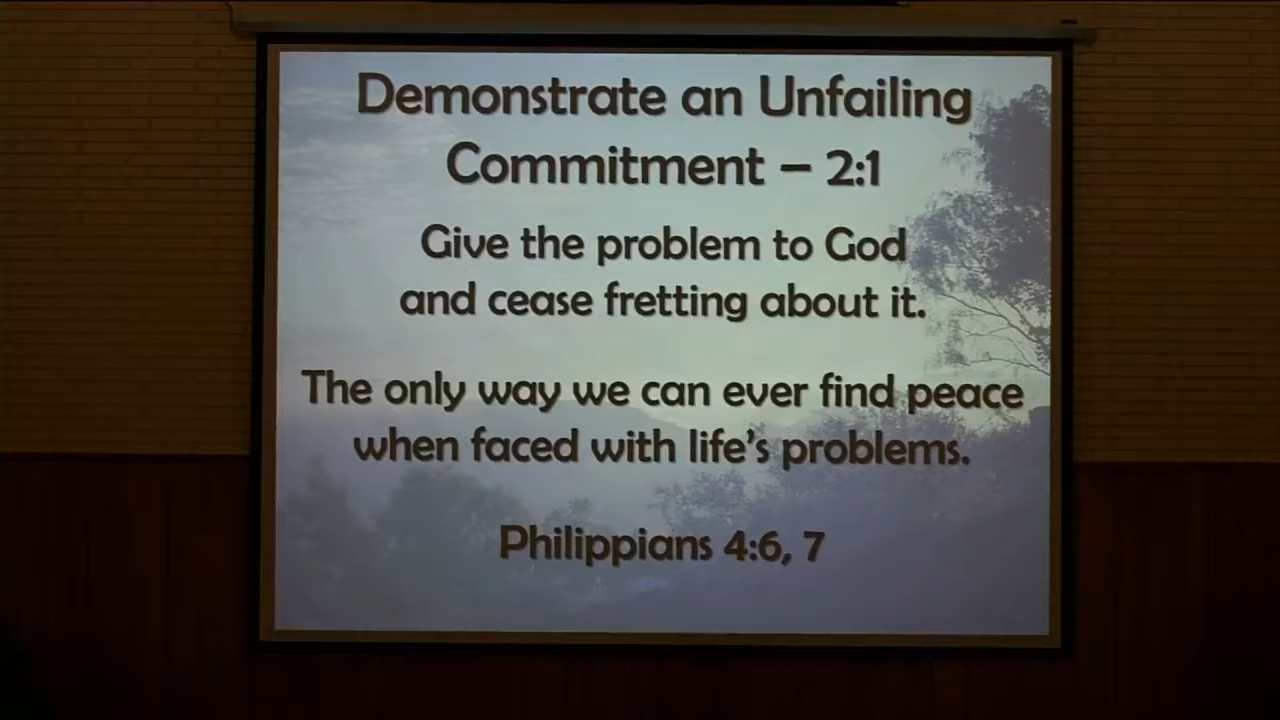 Demonstrate an Unfailing
Commitment – 2:1
Give the problem to God
and cease fretting about it.
The only way we can ever find peace
when faced with life's problems.
Philippians 4:6, 7